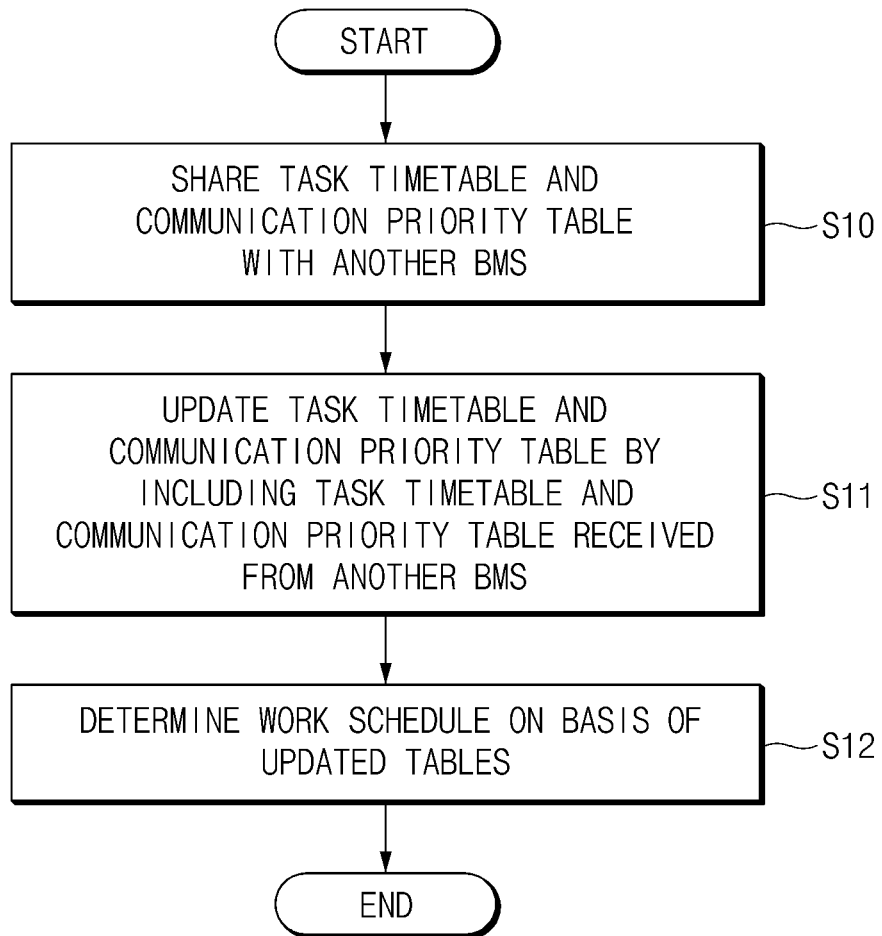 START
SHARE TASK TIMETABLE AND
COMMUNICATION PRIORITY TABLE
WITH ANOTHER BMS
S10
UPDATE TASK TIMETABLE AND
COMMUNICATION PRIORITY TABLE BY
INCLUDING TASK TIMETABLE AND
COMMUNICATION PRIORITY TABLE RECEIVED
FROM ANOTHER BMS
S11
DETERMINE WORK SCHEDULE ON BASIS OF
UPDATED TABLES
S12
END